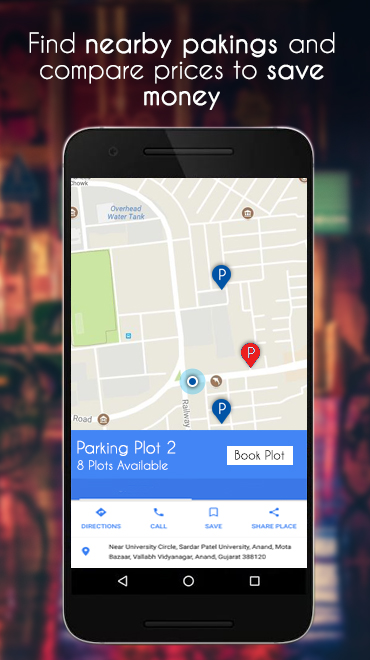 Find nearby pakings and
compare prices to save
money
Chowk
Overhead
Water Tank
P
P
Railway
P
Road
Parking Plot 2
8 Plots Available
Book Plot
DIRECTIONS
CALL
SAVE
SHARE PLACE
Near University Circle, Sardar Patel University, Anand, Mota
Bazaar, Vallabh Vidyanagar, Anand, Gujarat 388120